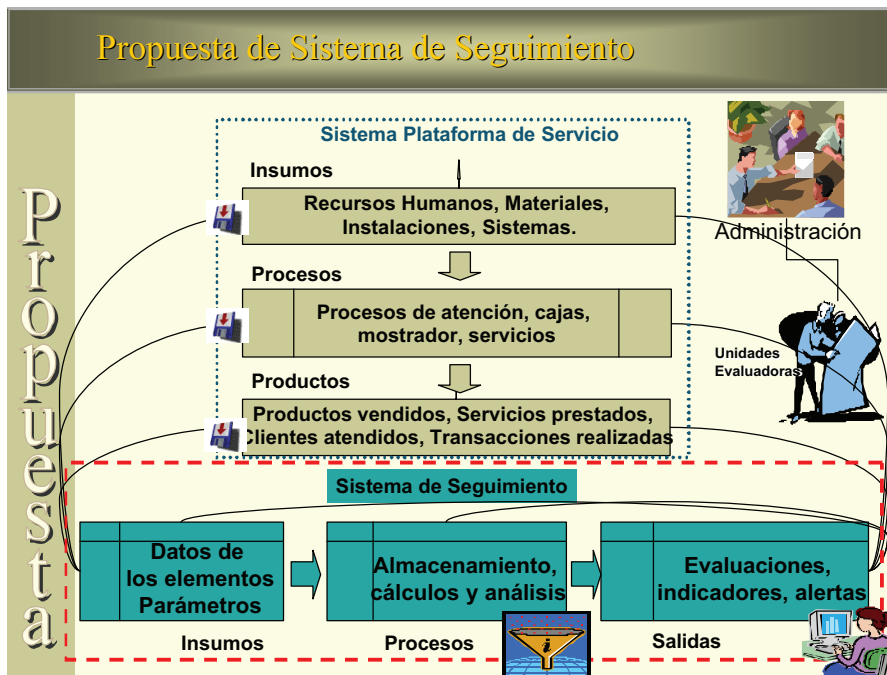 Propuesta de Sistema de Seguimiento
Propuesta
Sistema Plataforma de Servicio
Insumos
Recursos Humanos, Materiales,
Instalaciones, Sistemas.
Administración
Procesos
Procesos de atención, cajas,
mostrador, servicios
Unidades
Evaluadoras
Productos
Productos vendidos, Servicios prestados,
Clientes atendidos, Transacciones realizadas
Sistema de Seguimiento
Datos de
los elementos
Parámetros
Almacenamiento,
cálculos y análisis
Evaluaciones,
indicadores, alertas
Insumos
Procesos
Salidas
i